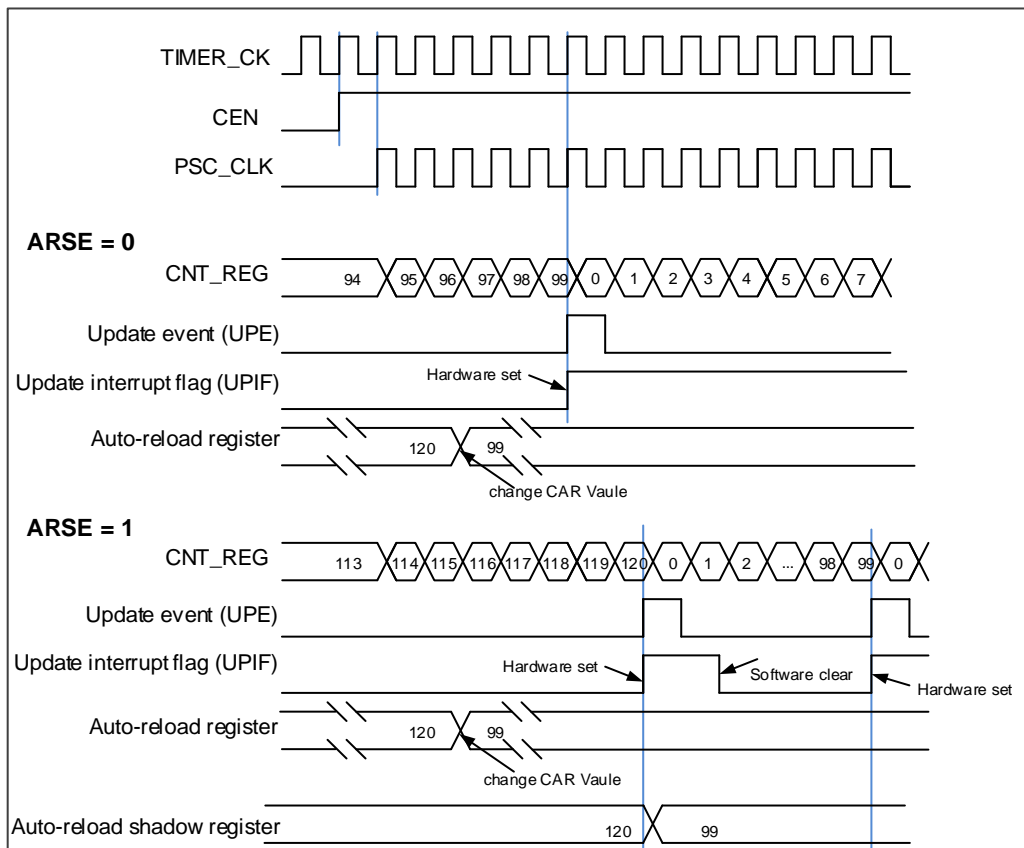 TIMER_CK
CEN
PSC_CLK
ARSE = 0
CNT_REG 94 95 96 97 98 99 0 1 2 3 4 5 6 7
Update event (UPE)
Update interrupt flag (UPIF) Hardware set
Auto-reload register 120 99
change CAR Vaule
ARSE = 1
CNT_REG 113 114 115 116 117 118 119 120 0 1 2 ... 98 99 0
Update event (UPE)
Update interrupt flag (UPIF) Hardware set Software clear Hardware set
Auto-reload register 120 99
change CAR Vaule
Auto-reload shadow register 120 99